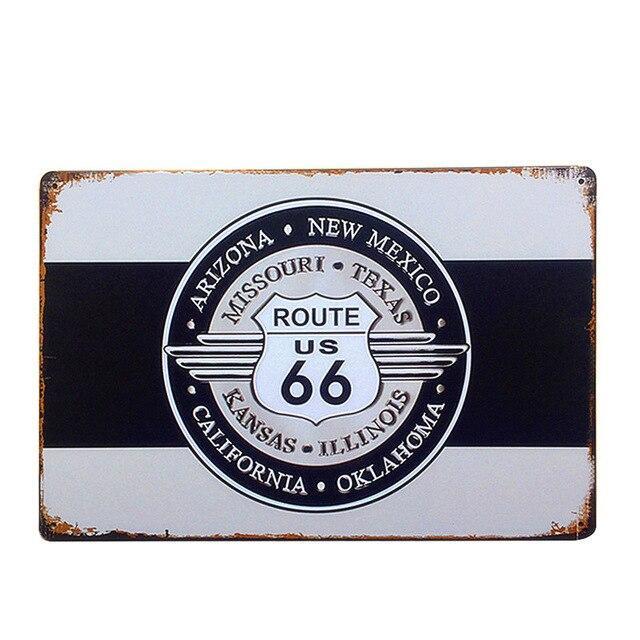 ARIZONA • NEW MEXICO
MISSOURI • TEXAS
ROUTE
US
66
KANSAS • ILLINOIS
CALIFORNIA • OKLAHOMA